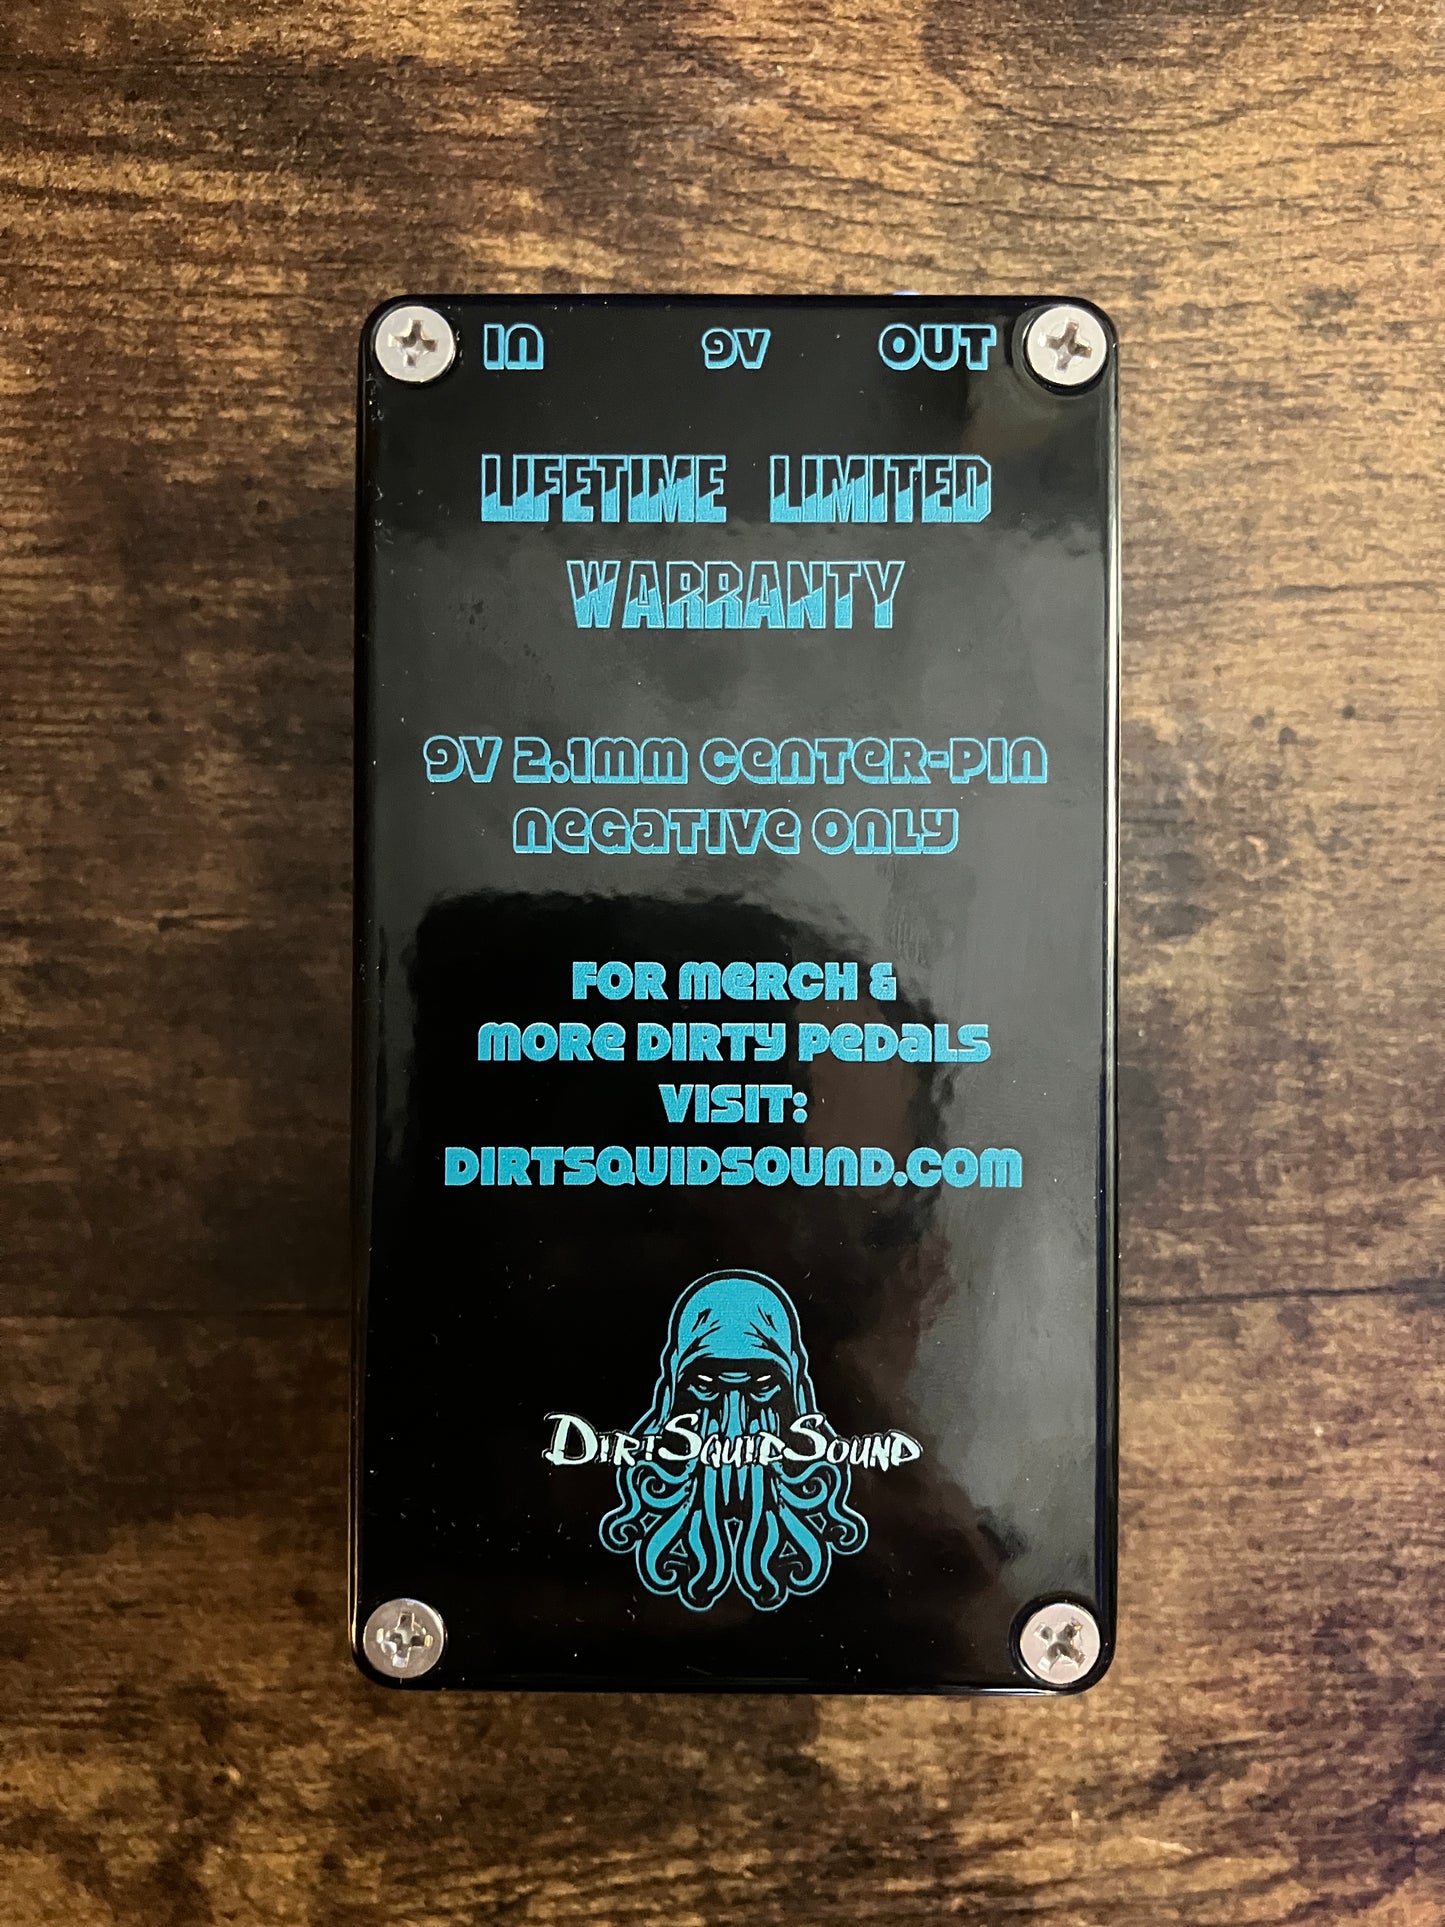 IN 9V OUT
LIFETIME LIMITED
WARRANTY
9V 2.1mm CenTeR-PIn
negaTIVe OnLY
FOR meRCH &
mORe DIRTY PeDaLS
VISIT:
DIRTSQUIDSOUnD.COm
DirtSquidSound